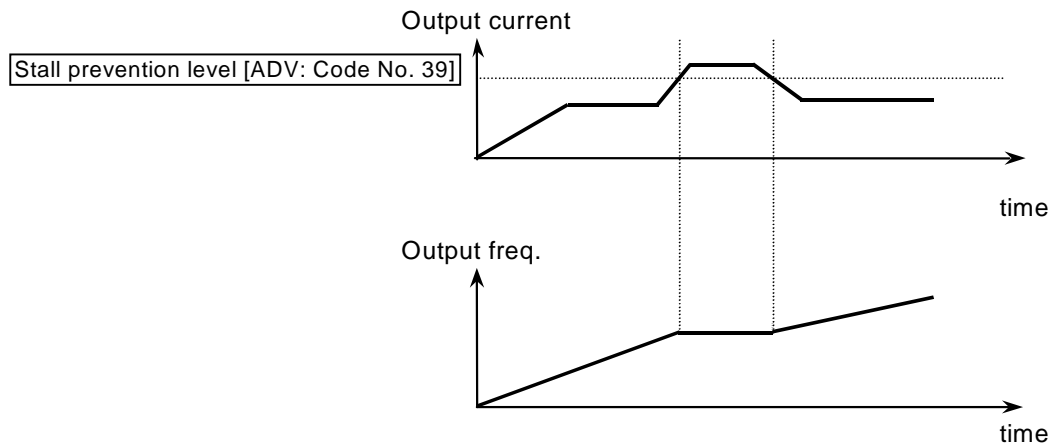 Output current
Stall prevention level [ADV: Code No. 39]
time
Output freq.
time